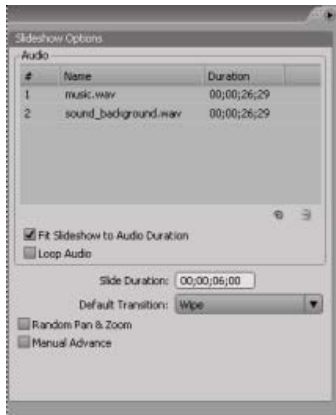 Slideshow Options
Audio
# Name Duration
1 music.wav 00;00;26;29
2 sound_background.wav 00;00;26;29
Fit Slideshow to Audio Duration
Loop Audio
Slide Duration: 00;00;06;00
Default Transition: Wipe
Random Pan & Zoom
Manual Advance